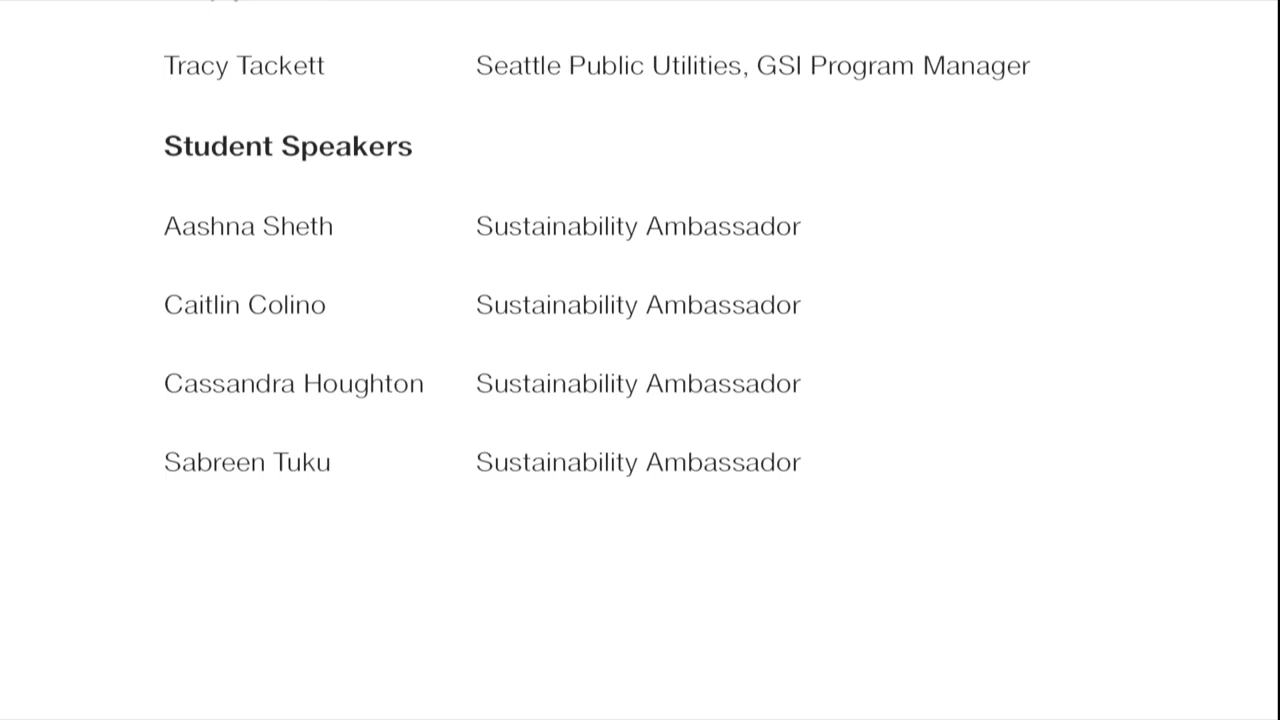 Tracy Tackett Seattle Public Utilities, GSI Program Manager
Student Speakers
Aashna Sheth Sustainability Ambassador
Caitlin Colino Sustainability Ambassador
Cassandra Houghton Sustainability Ambassador
Sabreen Tuku Sustainability Ambassador